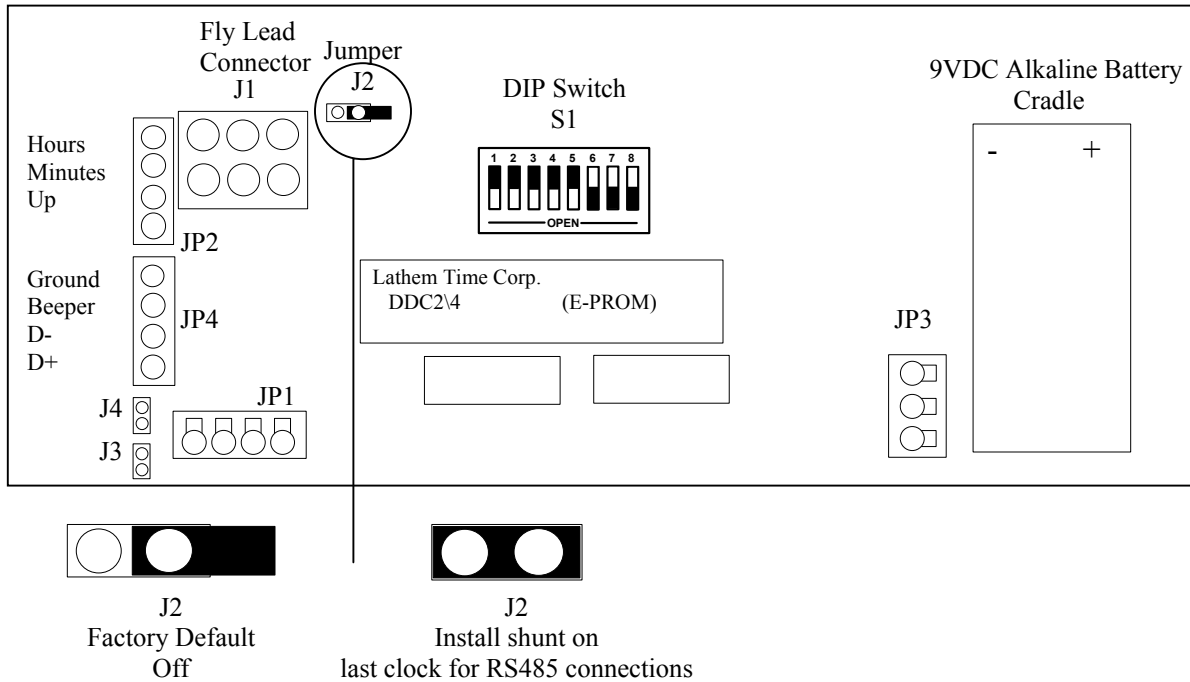 Fly Lead
Connector
J1
Jumper
J2
DIP Switch
S1
1 2 3 4 5 6 7 8
OPEN
9VDC Alkaline Battery
Cradle
- +
Hours
Minutes
Up
JP2
Ground
Beeper
D-
D+
JP4
Lathem Time Corp.
DDC2\4 (E-PROM)
JP3
J4
J3
JP1
J2
Factory Default
Off
J2
Install shunt on
last clock for RS485 connections